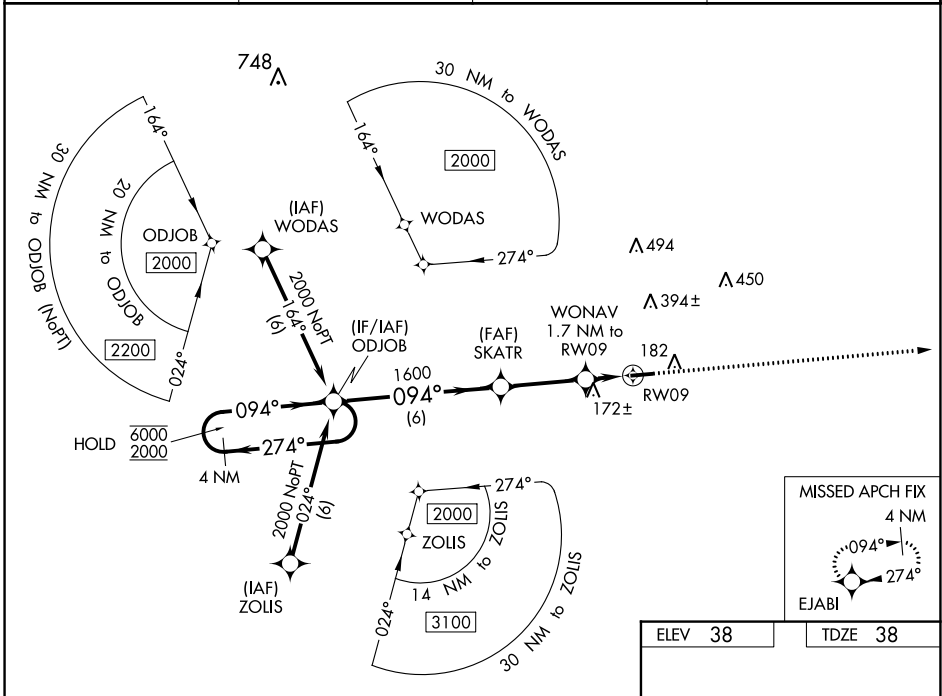 748
30 NM to WODAS
164°
2000
WODAS
274°
30 NM to ODJOB (NoPT)
164°
20 NM to ODJOB
ODJOB
2000
2200
024°
(IAF)
WODAS
2000 NoPT
164°
(6)
494
450
394±
(IF/IAF)
ODJOB
(FAF)
SKATR
WONAV
1.7 NM to
RW09
182
RW09
172±
1600
094°
(6)
094°
274°
HOLD
6000
2000
4 NM
2000 NoPT
024°
(6)
(IAF)
ZOLIS
274°
2000
ZOLIS
14 NM to ZOLIS
024°
3100
30 NM to ZOLIS
MISSED APCH FIX
4 NM
094°
274°
EJABI
ELEV 38
TDZE 38